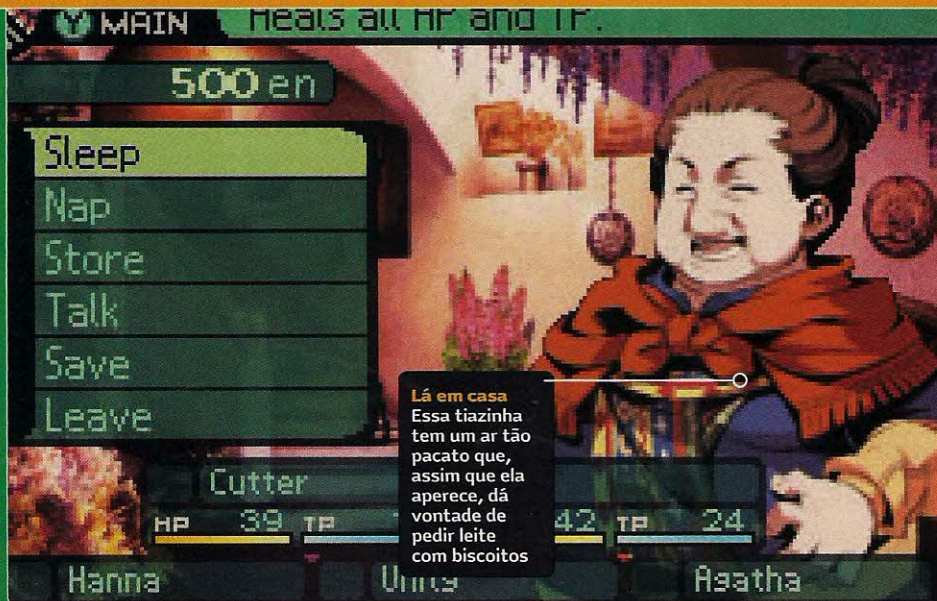 Y MAIN Heals all HP and TP.
500 en
Sleep
Nap
Store
Talk
Save
Leave
Lá em casa
Essa tiazinha
tem um ar tão
pacato que,
assim que ela
aperece, dá
vontade de
pedir leite
com biscoitos
Cutter
HP 39 TP 42 TP 24
Hanna Unity Agatha